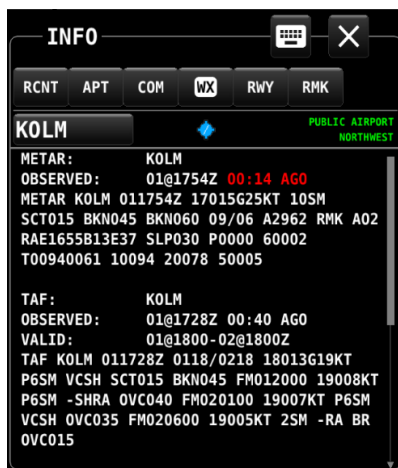 INFO
RCNT APT COM WX RWY RMK
KOLM
PUBLIC AIRPORT
NORTHWEST
METAR: KOLM
OBSERVED: 01@1754Z 00:14 AGO
METAR KOLM 011754Z 17015G25KT 10SM
SCT015 BKN045 BKN060 09/06 A2962 RMK AO2
RAE1655B13E37 SLP030 P0000 60002
T00940061 10094 20078 50005
TAF: KOLM
OBSERVED: 01@1728Z 00:40 AGO
VALID: 01@1800-02@1800Z
TAF KOLM 011728Z 0118/0218 18013G19KT
P6SM VCSH SCT015 BKN045 FM012000 19008KT
P6SM -SHRA OVC040 FM020100 19007KT P6SM
VCSH OVC035 FM020600 19005KT 2SM -RA BR
OVC015